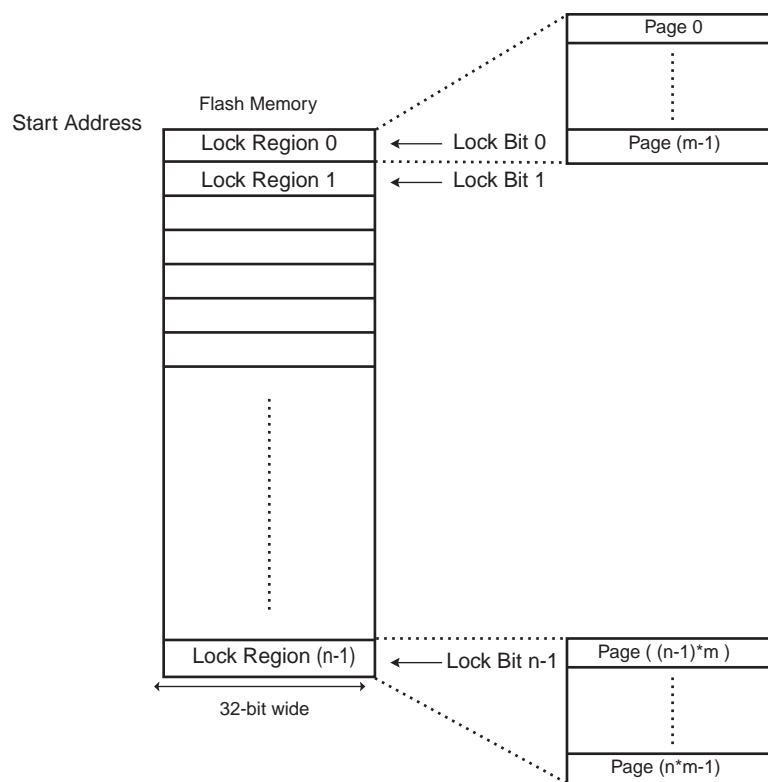 Page 0
Flash Memory
Start Address
Lock Region 0
Lock Bit 0
Page (m-1)
Lock Region 1
Lock Bit 1
Lock Region (n-1)
Lock Bit n-1
Page ( (n-1)*m )
32-bit wide
Page (n*m-1)